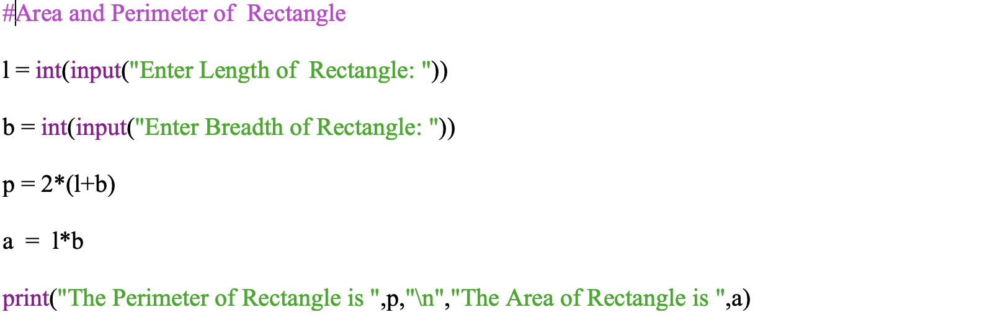 #Area and Perimeter of  Rectangle
l = int(input("Enter Length of  Rectangle: "))
b = int(input("Enter Breadth of Rectangle: "))
p = 2*(l+b)
a  =  l*b
print("The Perimeter of Rectangle is ",p,"\n","The Area of Rectangle is ",a)